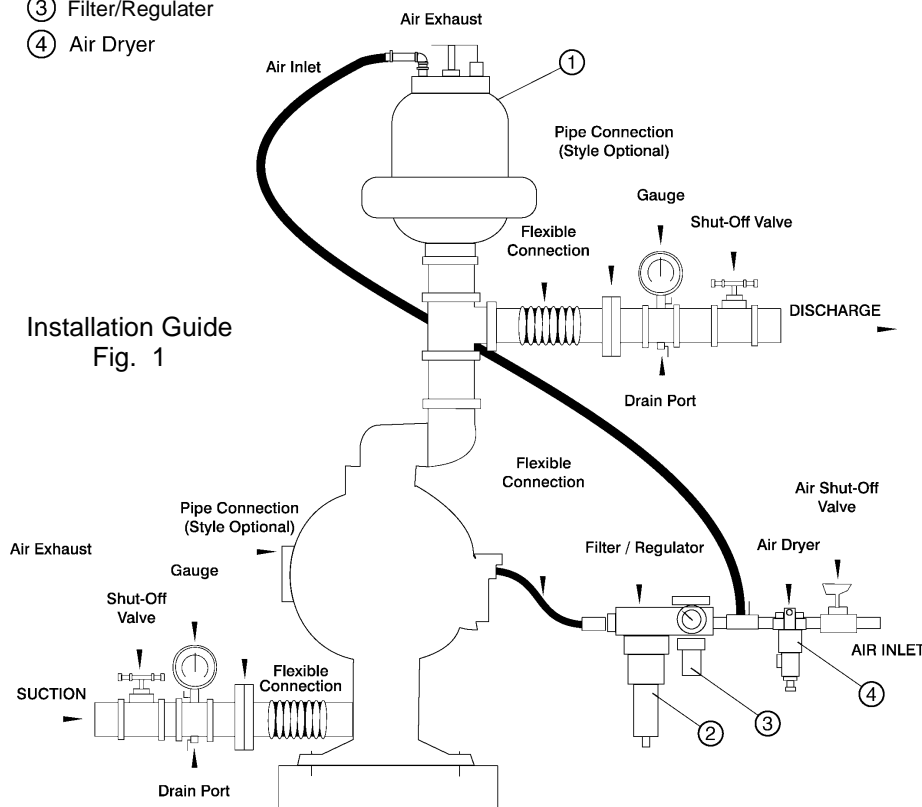 ③ Filter/Regulater
④ Air Dryer
Air Exhaust
Air Inlet
①
Pipe Connection
(Style Optional)
Gauge
Shut-Off Valve
Flexible
Connection
DISCHARGE
Installation Guide
Fig. 1
Drain Port
Flexible
Connection
Air Shut-Off
Valve
Pipe Connection
(Style Optional)
Filter / Regulator
Air Dryer
Air Exhaust
Gauge
Shut-Off
Valve
AIR INLET
Flexible
Connection
SUCTION
④
③
②
Drain Port